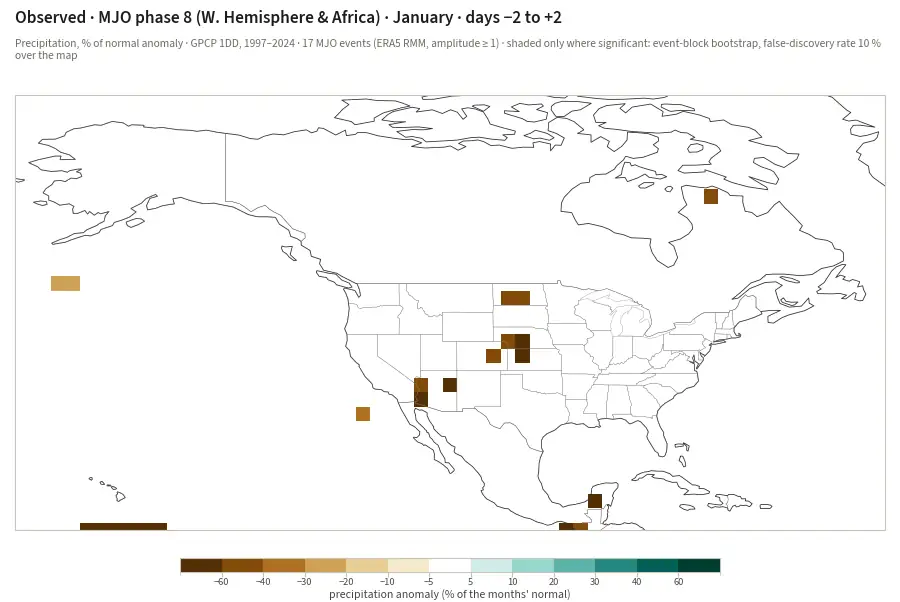 Observed · MJO phase 8 (W. Hemisphere & Africa) · January · days −2 to +2
Precipitation, % of normal anomaly · GPCP 1DD, 1997–2024 · 17 MJO events (ERA5 RMM, amplitude ≥ 1) · shaded only where significant: event-block bootstrap, false-discovery rate 10 %
over the map
−60 −40 −30 −20 −10 −5 5 10 20 30 40 60
precipitation anomaly (% of the months' normal)